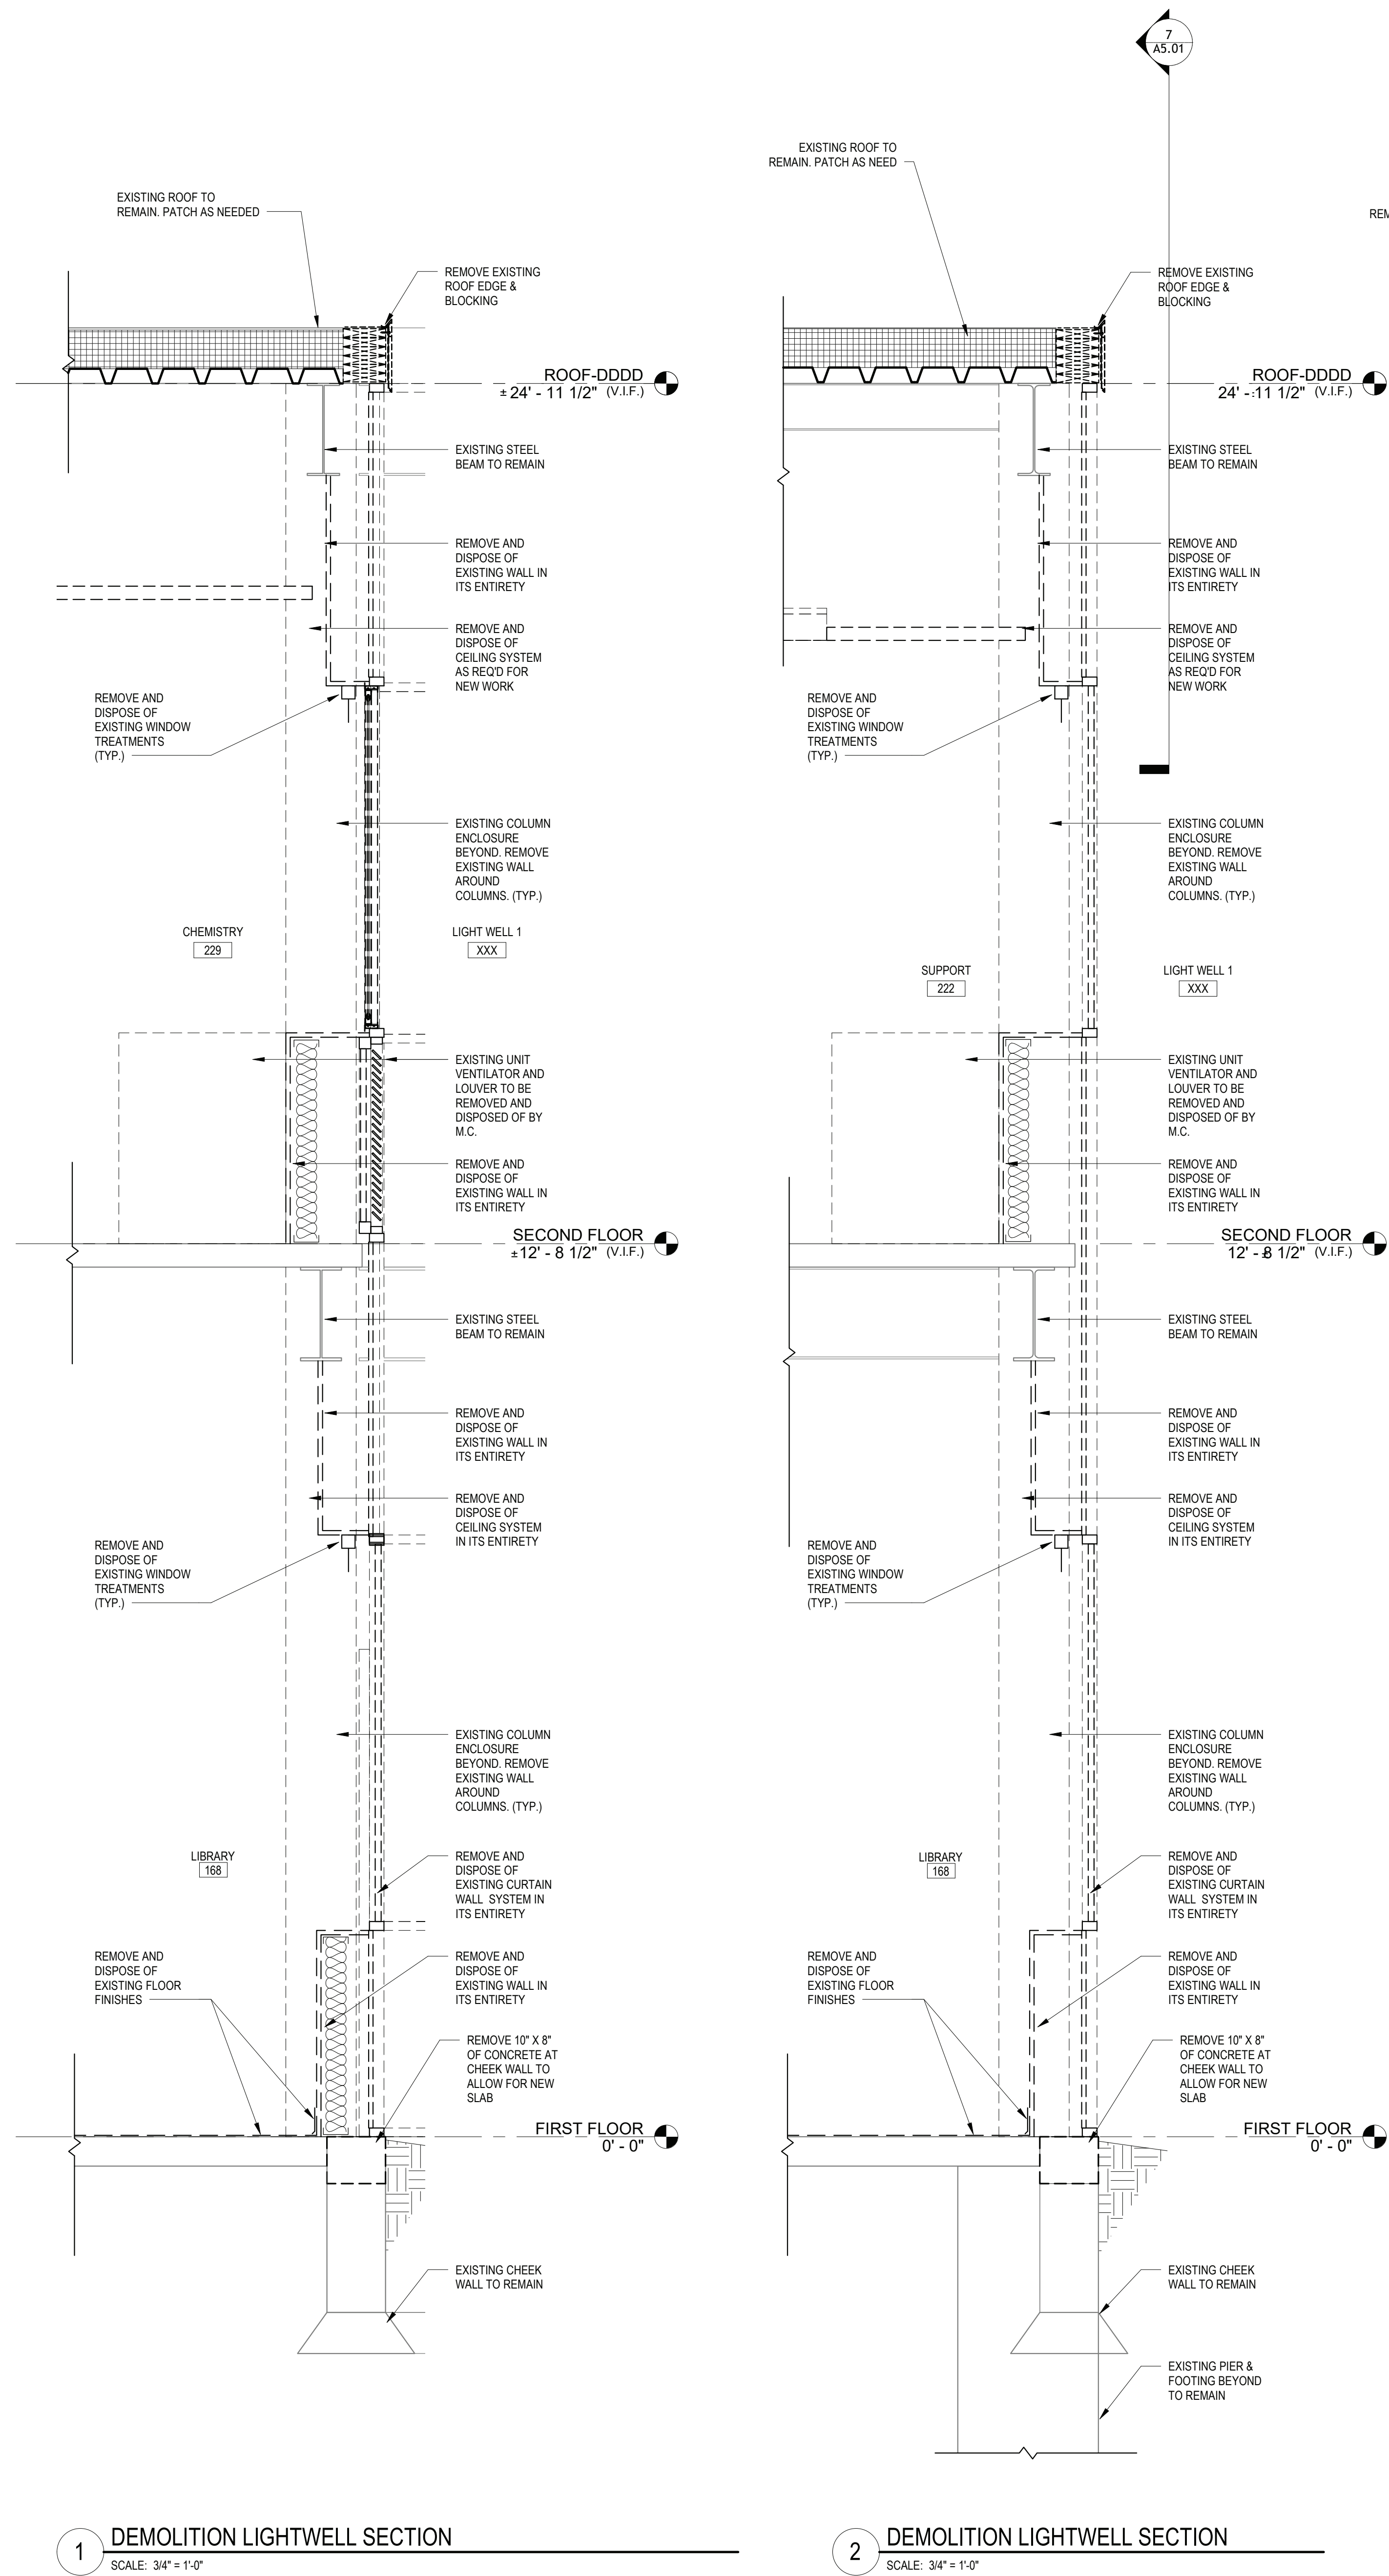 7
A5.01
EXISTING ROOF TO
REMAIN. PATCH AS NEEDED
REMOVE EXISTING
ROOF EDGE &
BLOCKING
ROOF-DDDD
± 24' - 11 1/2" (V.I.F.)
EXISTING STEEL
BEAM TO REMAIN
REMOVE AND
DISPOSE OF
EXISTING WALL IN
ITS ENTIRETY
REMOVE AND
DISPOSE OF
CEILING SYSTEM
AS REQ'D FOR
NEW WORK
REMOVE AND
DISPOSE OF
EXISTING WINDOW
TREATMENTS
(TYP.)
EXISTING COLUMN
ENCLOSURE
BEYOND. REMOVE
EXISTING WALL
AROUND
COLUMNS. (TYP.)
CHEMISTRY
229
LIGHT WELL 1
XXX
EXISTING UNIT
VENTILATOR AND
LOUVER TO BE
REMOVED AND
DISPOSED OF BY
M.C.
REMOVE AND
DISPOSE OF
EXISTING WALL IN
ITS ENTIRETY
SECOND FLOOR
±12' - 8 1/2" (V.I.F.)
EXISTING STEEL
BEAM TO REMAIN
REMOVE AND
DISPOSE OF
EXISTING WALL IN
ITS ENTIRETY
REMOVE AND
DISPOSE OF
CEILING SYSTEM
IN ITS ENTIRETY
REMOVE AND
DISPOSE OF
EXISTING WINDOW
TREATMENTS
(TYP.)
EXISTING COLUMN
ENCLOSURE
BEYOND. REMOVE
EXISTING WALL
AROUND
COLUMNS. (TYP.)
LIBRARY
168
REMOVE AND
DISPOSE OF
EXISTING CURTAIN
WALL SYSTEM IN
ITS ENTIRETY
REMOVE AND
DISPOSE OF
EXISTING FLOOR
FINISHES
REMOVE AND
DISPOSE OF
EXISTING WALL IN
ITS ENTIRETY
REMOVE 10" X 8"
OF CONCRETE AT
CHEEK WALL TO
ALLOW FOR NEW
SLAB
FIRST FLOOR
0' - 0"
EXISTING CHEEK
WALL TO REMAIN
1
DEMOLITION LIGHTWELL SECTION
SCALE: 3/4" = 1'-0"
EXISTING ROOF TO
REMAIN. PATCH AS NEED
REMOVE EXISTING
ROOF EDGE &
BLOCKING
ROOF-DDDD
24' - 11 1/2" (V.I.F.)
EXISTING STEEL
BEAM TO REMAIN
REMOVE AND
DISPOSE OF
EXISTING WALL IN
ITS ENTIRETY
REMOVE AND
DISPOSE OF
CEILING SYSTEM
AS REQ'D FOR
NEW WORK
REMOVE AND
DISPOSE OF
EXISTING WINDOW
TREATMENTS
(TYP.)
EXISTING COLUMN
ENCLOSURE
BEYOND. REMOVE
EXISTING WALL
AROUND
COLUMNS. (TYP.)
SUPPORT
222
LIGHT WELL 1
XXX
EXISTING UNIT
VENTILATOR AND
LOUVER TO BE
REMOVED AND
DISPOSED OF BY
M.C.
REMOVE AND
DISPOSE OF
EXISTING WALL IN
ITS ENTIRETY
SECOND FLOOR
12' - 8 1/2" (V.I.F.)
EXISTING STEEL
BEAM TO REMAIN
REMOVE AND
DISPOSE OF
EXISTING WALL IN
ITS ENTIRETY
REMOVE AND
DISPOSE OF
CEILING SYSTEM
IN ITS ENTIRETY
REMOVE AND
DISPOSE OF
EXISTING WINDOW
TREATMENTS
(TYP.)
EXISTING COLUMN
ENCLOSURE
BEYOND. REMOVE
EXISTING WALL
AROUND
COLUMNS. (TYP.)
LIBRARY
168
REMOVE AND
DISPOSE OF
EXISTING CURTAIN
WALL SYSTEM IN
ITS ENTIRETY
REMOVE AND
DISPOSE OF
EXISTING FLOOR
FINISHES
REMOVE AND
DISPOSE OF
EXISTING WALL IN
ITS ENTIRETY
REMOVE 10" X 8"
OF CONCRETE AT
CHEEK WALL TO
ALLOW FOR NEW
SLAB
FIRST FLOOR
0' - 0"
EXISTING CHEEK
WALL TO REMAIN
EXISTING PIER &
FOOTING BEYOND
TO REMAIN
2
DEMOLITION LIGHTWELL SECTION
SCALE: 3/4" = 1'-0"